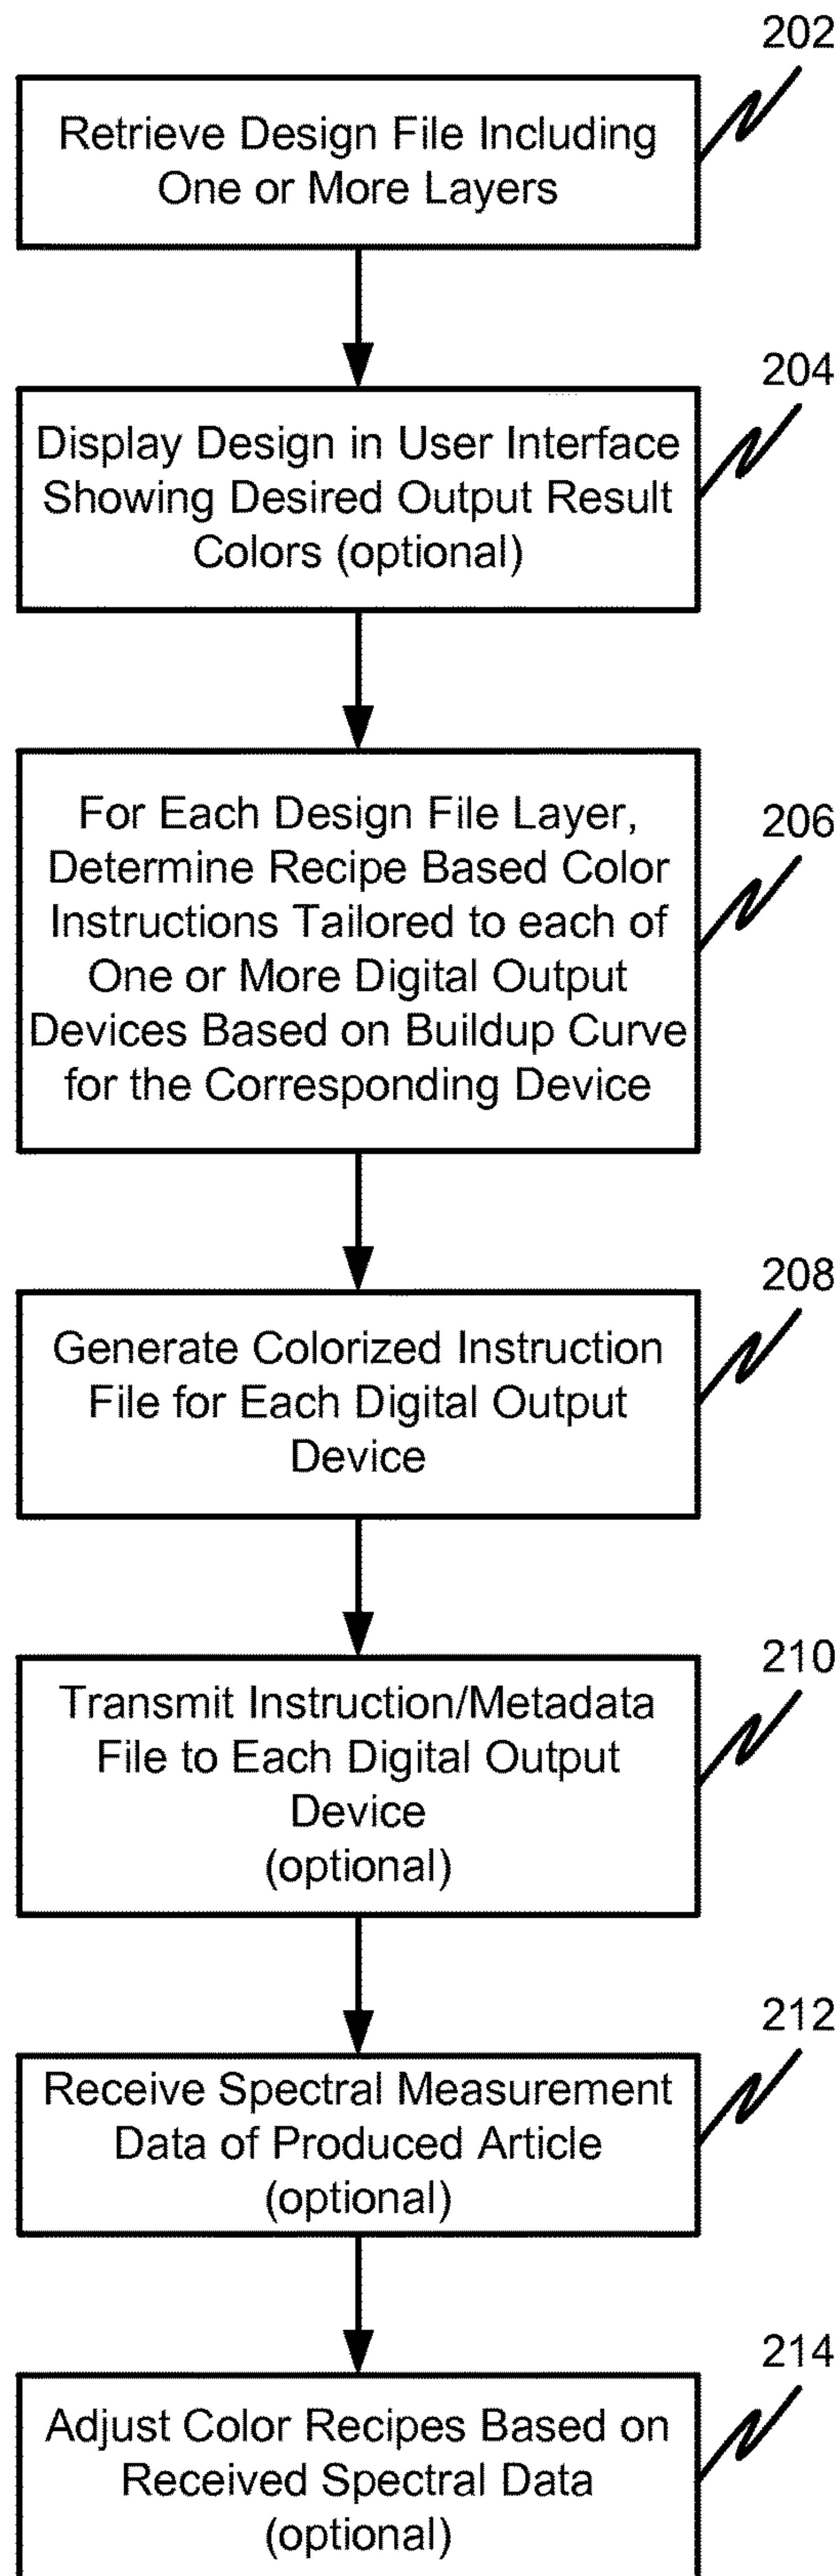 202
Retrieve Design File Including
One or More Layers
204
Display Design in User Interface
Showing Desired Output Result
Colors (optional)
206
For Each Design File Layer,
Determine Recipe Based Color
Instructions Tailored to each of
One or More Digital Output
Devices Based on Buildup Curve
for the Corresponding Device
208
Generate Colorized Instruction
File for Each Digital Output
Device
210
Transmit Instruction/Metadata
File to Each Digital Output
Device
(optional)
212
Receive Spectral Measurement
Data of Produced Article
(optional)
214
Adjust Color Recipes Based on
Received Spectral Data
(optional)